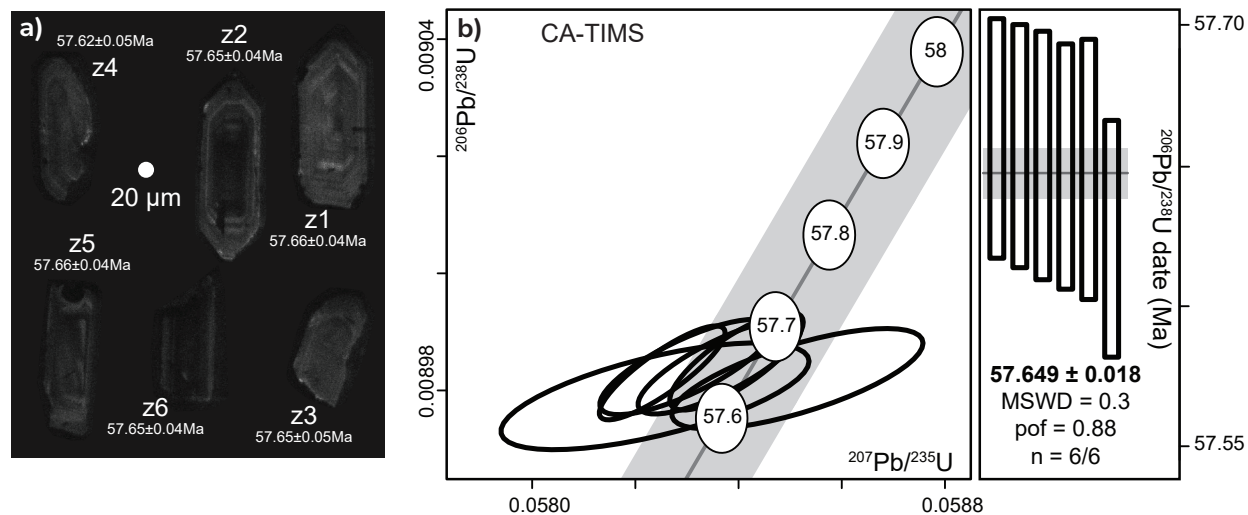 a)
57.62±0.05Ma
z4
z2
57.65±0.04Ma
20 µm
z1
57.66±0.04Ma
z5
57.66±0.04Ma
z6
57.65±0.04Ma
z3
57.65±0.05Ma
b)
CA-TIMS
0.00904
0.00898
²⁰⁶Pb/²³⁸U
58
57.9
57.8
57.7
57.6
²⁰⁷Pb/²³⁵U
0.0580
0.0588
57.70
57.55
²⁰⁶Pb/²³⁸U date (Ma)
57.649 ± 0.018
MSWD = 0.3
pof = 0.88
n = 6/6